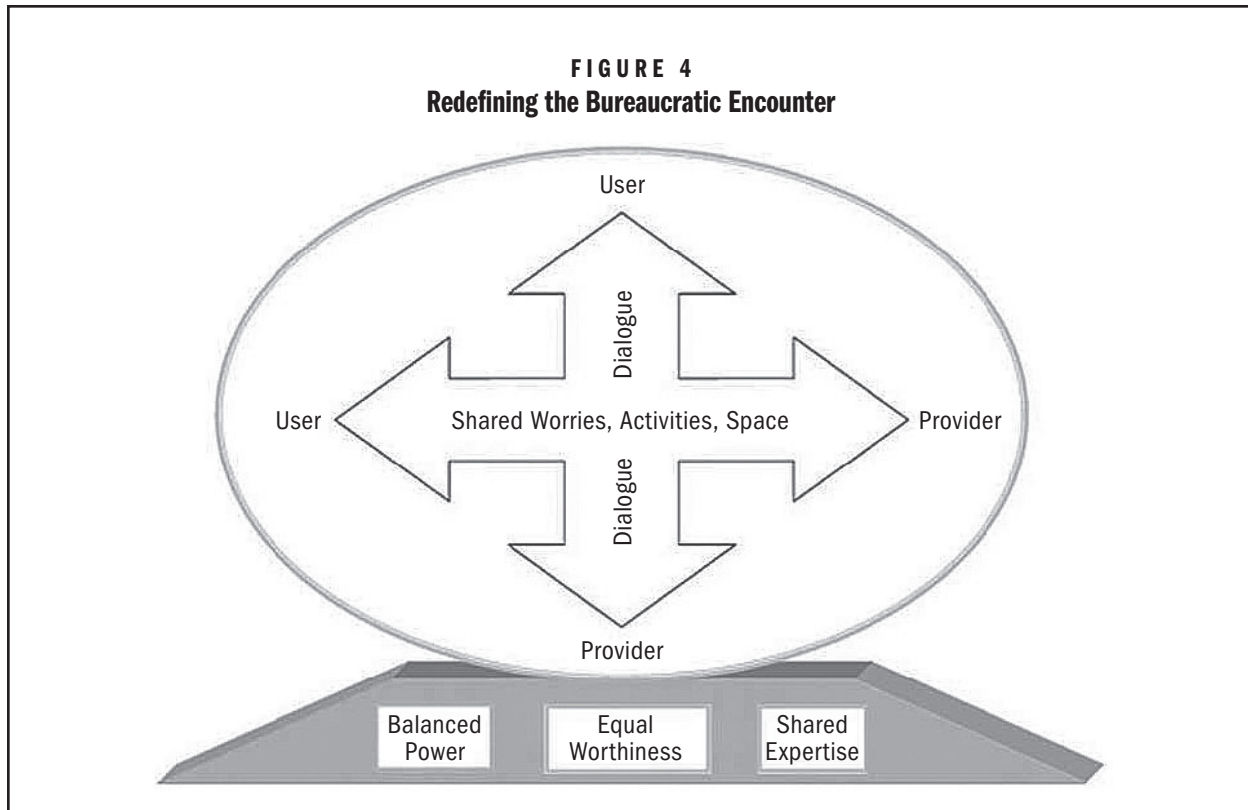 FIGURE 4
Redefining the Bureaucratic Encounter
User
Dialogue
User
Shared Worries, Activities, Space
Provider
Dialogue
Provider
Balanced
Power
Equal
Worthiness
Shared
Expertise